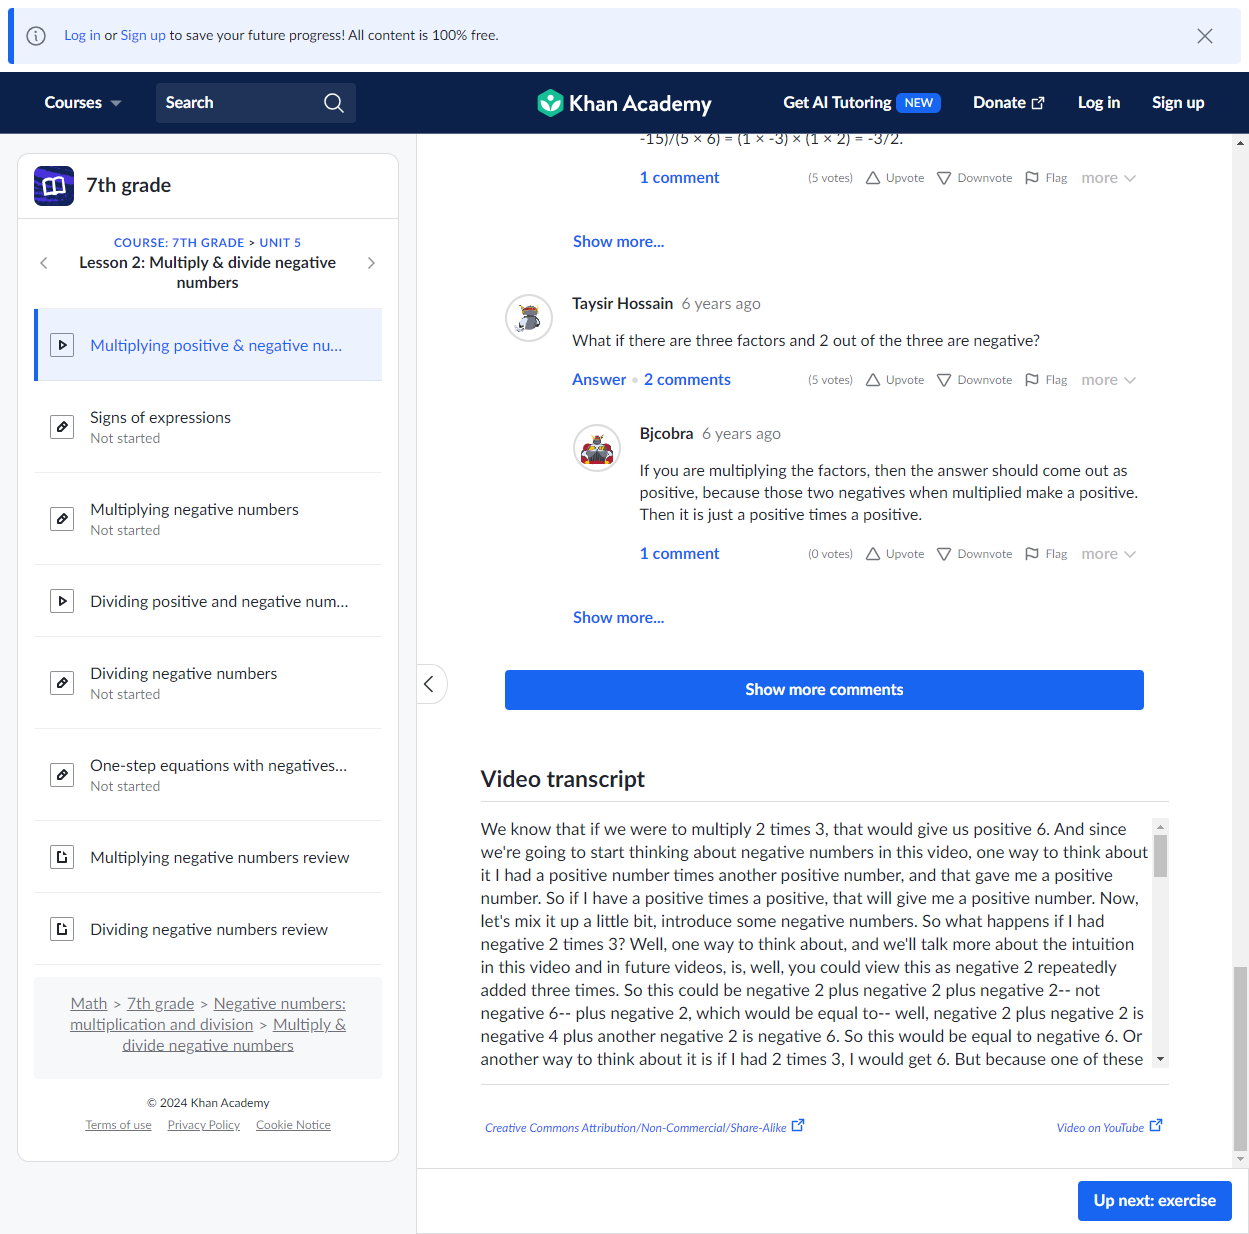 Log in or Sign up to save your future progress! All content is 100% free.
Courses
Search
Khan Academy
Get AI Tutoring NEW
Donate
Log in
Sign up
7th grade
COURSE: 7TH GRADE > UNIT 5
Lesson 2: Multiply & divide negative
numbers
Multiplying positive & negative nu...
Signs of expressions
Not started
Multiplying negative numbers
Not started
Dividing positive and negative num...
Dividing negative numbers
Not started
One-step equations with negatives...
Not started
Multiplying negative numbers review
Dividing negative numbers review
Math > 7th grade > Negative numbers:
multiplication and division > Multiply &
divide negative numbers
© 2024 Khan Academy
Terms of use Privacy Policy Cookie Notice
-15)/(5 × 6) = (1 × -3) × (1 × 2) = -3/2.
1 comment (5 votes) Upvote Downvote Flag more
Show more...
Taysir Hossain 6 years ago
What if there are three factors and 2 out of the three are negative?
Answer • 2 comments (5 votes) Upvote Downvote Flag more
Bjcobra 6 years ago
If you are multiplying the factors, then the answer should come out as
positive, because those two negatives when multiplied make a positive.
Then it is just a positive times a positive.
1 comment (0 votes) Upvote Downvote Flag more
Show more...
Show more comments
Video transcript
We know that if we were to multiply 2 times 3, that would give us positive 6. And since
we're going to start thinking about negative numbers in this video, one way to think about
it I had a positive number times another positive number, and that gave me a positive
number. So if I have a positive times a positive, that will give me a positive number. Now,
let's mix it up a little bit, introduce some negative numbers. So what happens if I had
negative 2 times 3? Well, one way to think about, and we'll talk more about the intuition
in this video and in future videos, is, well, you could view this as negative 2 repeatedly
added three times. So this could be negative 2 plus negative 2 plus negative 2-- not
negative 6-- plus negative 2, which would be equal to-- well, negative 2 plus negative 2 is
negative 4 plus another negative 2 is negative 6. So this would be equal to negative 6. Or
another way to think about it is if I had 2 times 3, I would get 6. But because one of these
Creative Commons Attribution/Non-Commercial/Share-Alike
Video on YouTube
Up next: exercise